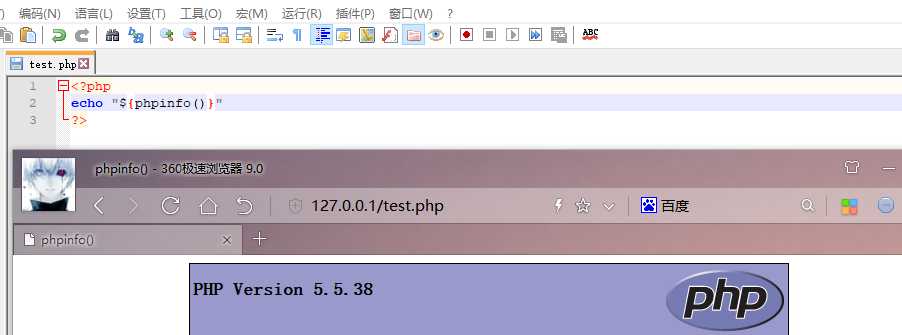 ) 编码(N) 语言(L) 设置(T) 工具(O) 宏(M) 运行(R) 插件(P) 窗口(W) ?
ABC
test.php
1 <?php
2 echo "${phpinfo()}"
3 ?>
phpinfo() - 360极速浏览器 9.0
127.0.0.1/test.php 百度
phpinfo()
PHP Version 5.5.38
php